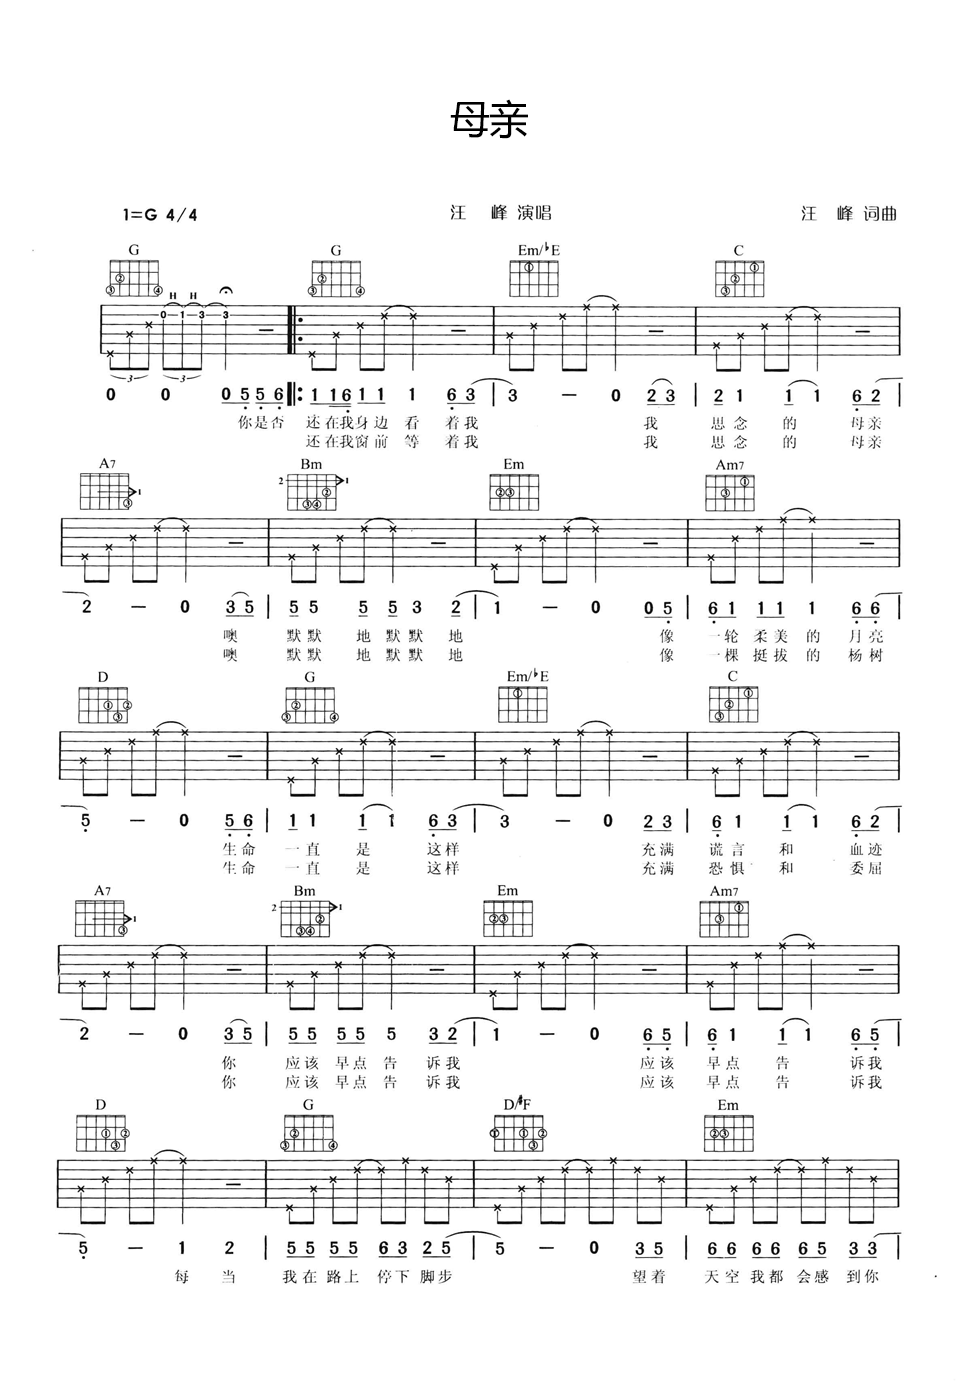 母亲
1=G 4/4 汪 峰 演唱 汪 峰 词曲
G G Em/♭E C
H H
0 1 3 3
3 3
0 0 0 5 5 6 1 1 1 6 1 1 1 6 3 3 — 0 2 3 2 1 1 1 6 2
你是否 还在我身边看着我 我 思念的 母亲
还在我窗前等着我 我 思念的 母亲
A7 Bm Em Am7
2 — 0 3 5 5 5 5 5 3 2 1 — 0 0 5 6 1 1 1 1 6 6
噢 默默 地默默地 像 一轮柔美的 月亮
噢 默默 地默默地 像 一棵挺拔的 杨树
D G Em/♭E C
5 — 0 5 6 1 1 1 1 6 3 3 — 0 2 3 6 1 1 1 6 2
生命 一直 是 这样 充满 谎言 和 血迹
生命 一直 是 这样 充满 恐惧 和 委屈
A7 Bm Em Am7
2 — 0 3 5 5 5 5 5 5 3 2 1 — 0 6 5 6 1 1 1 6 5
你 应该 早点 告 诉我 应该 早点 告 诉我
你 应该 早点 告 诉我 应该 早点 告 诉我
D G D/♯F Em
5 — 1 2 5 5 5 5 6 3 2 5 5 — 0 3 5 6 6 6 6 6 5 3 3
每 当 我在 路上 停下 脚步 望着 天空 我都 会感 到你